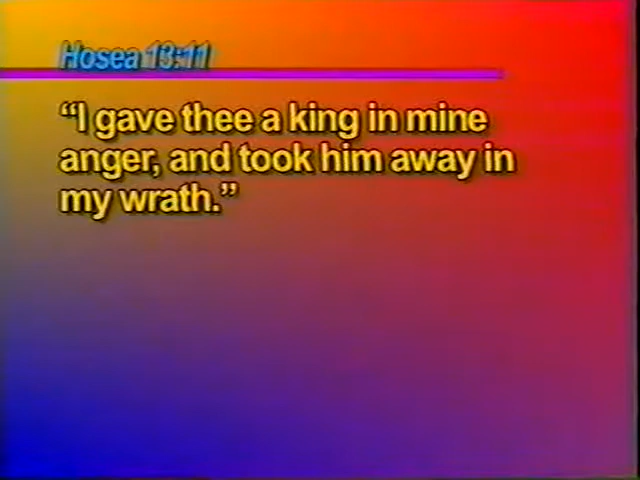 Hosea 13:11
“I gave thee a king in mine
anger, and took him away in
my wrath.”